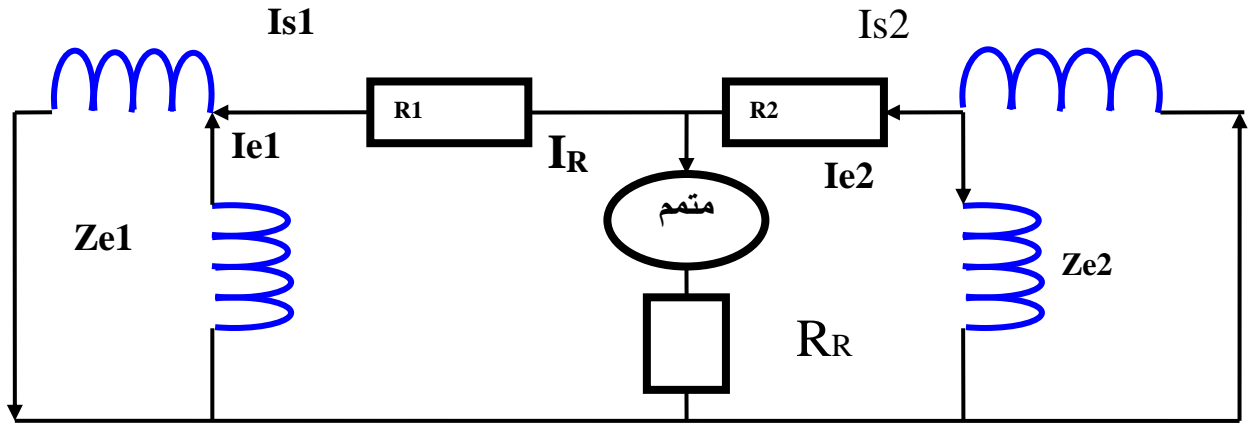 Is1
Is2
R1
R2
Ie1
IR
Ie2
متمم
Ze1
Ze2
RR